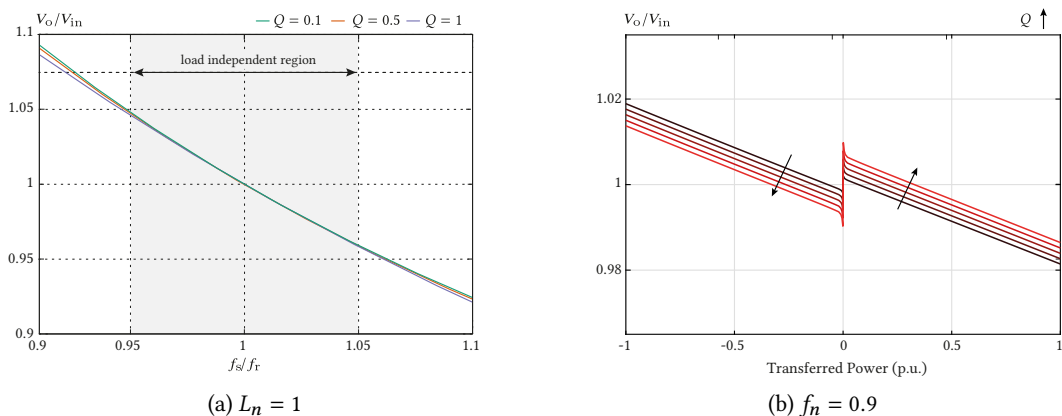 Vo/Vin
Q = 0.1 Q = 0.5 Q = 1
1.1
load independent region
1.05
1
0.95
0.9
0.9 0.95 1 1.05 1.1
fs/fr
(a) Ln = 1
Vo/Vin
Q
1.02
1
0.98
-1 -0.5 0 0.5 1
Transferred Power (p.u.)
(b) fn = 0.9